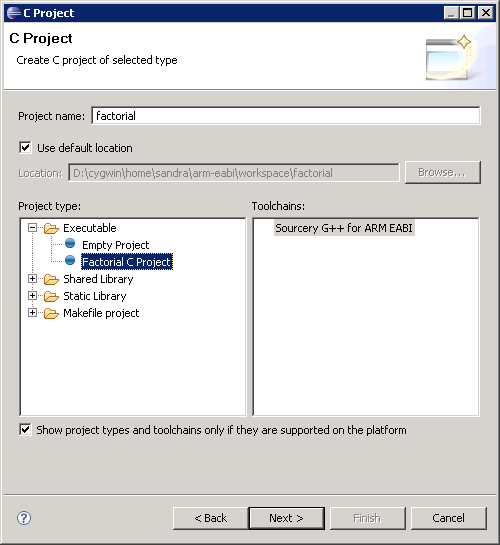 C Project
C Project
Create C project of selected type
Project name: factorial
Use default location
Location: D:\cygwin\home\sandra\arm-eabi\workspace\factorial Browse...
Project type: Toolchains:
Executable Sourcery G++ for ARM EABI
Empty Project
Factorial C Project
Shared Library
Static Library
Makefile project
Show project types and toolchains only if they are supported on the platform
? < Back Next > Finish Cancel